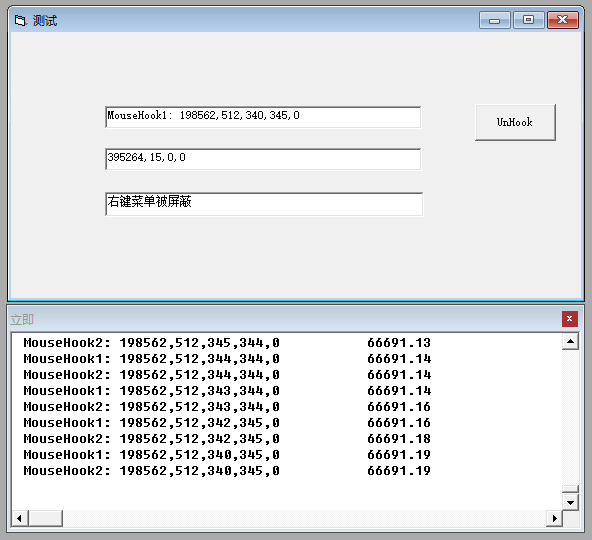 测试
MouseHook1: 198562,512,340,345,0
UnHook
395264,15,0,0
右键菜单被屏蔽
立即
MouseHook2: 198562,512,345,344,0 66691.13
MouseHook1: 198562,512,344,344,0 66691.14
MouseHook2: 198562,512,344,344,0 66691.14
MouseHook1: 198562,512,343,344,0 66691.14
MouseHook2: 198562,512,343,344,0 66691.16
MouseHook1: 198562,512,342,345,0 66691.16
MouseHook2: 198562,512,342,345,0 66691.18
MouseHook1: 198562,512,340,345,0 66691.19
MouseHook2: 198562,512,340,345,0 66691.19